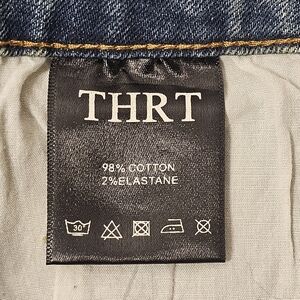 THRT
98% COTTON
2% ELASTANE
30°